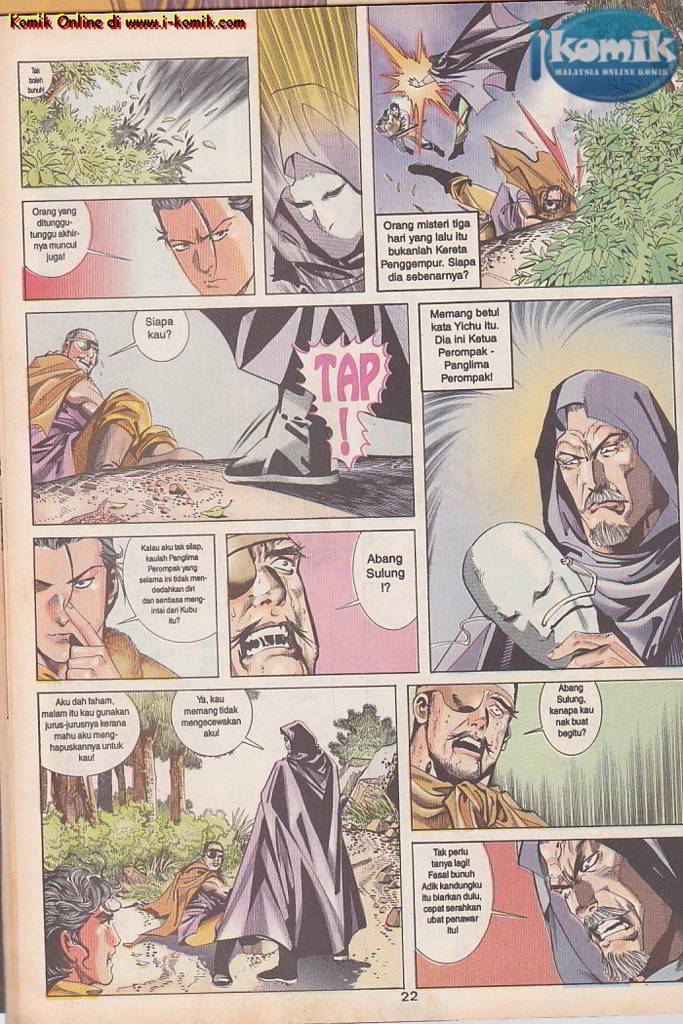 Komik Online di www.i-komik.com
ikomik
MALAYSIA ONLINE KOMIK
Tak
boleh
bunuh!
Orang yang
ditunggu-
tunggu akhir-
nya muncul
juga!
Orang misteri tiga
hari yang lalu itu
bukanlah Kereta
Penggempur. Siapa
dia sebenarnya?
Siapa
kau?
TAP
!
Memang betul
kata Yichu itu.
Dia ini Ketua
Perompak -
Panglima
Perompak!
Kalau aku tak silap,
kaulah Panglima
Perompak yang
selama ini tidak men-
dedahkan diri
dan sentiasa meng-
intai dari Kubu
itu?
Abang
Sulung
!?
Aku dah faham,
malam itu kau gunakan
jurus-jurusnya kerana
mahu aku meng-
hapuskannya untuk
kau!
Ya, kau
memang tidak
mengecewakan
aku!
Abang
Sulung,
kenapa kau
nak buat
begitu?
Tak perlu
tanya lagi!
Fasal bunuh
Adik kandungku
itu biarkan dulu,
cepat serahkan
ubat penawar
itu!
22